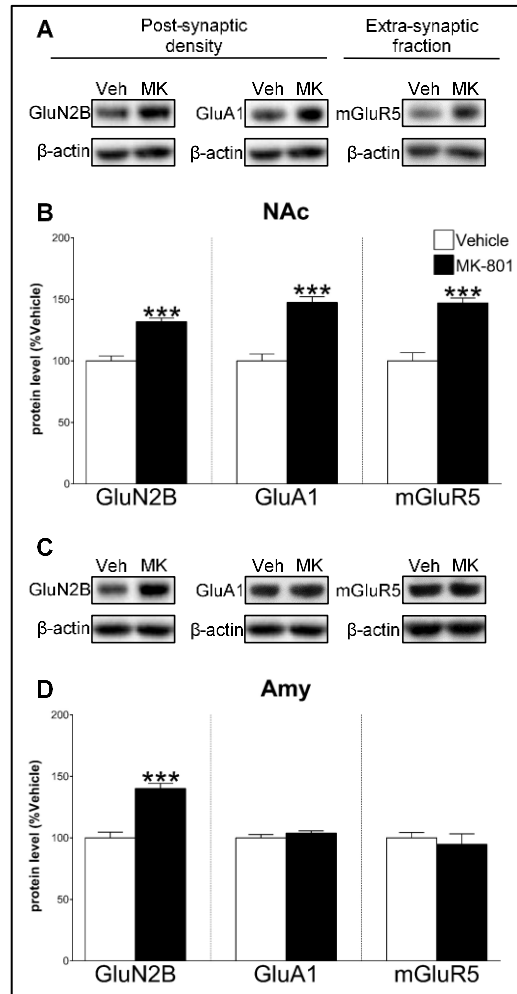 A
Post-synaptic density
Extra-synaptic fraction
Veh MK
Veh MK
Veh MK
GluN2B
GluA1
mGluR5
β-actin
β-actin
β-actin
B
NAc
Vehicle
MK-801
protein level (%Vehicle)
200
150
100
50
0
***
***
***
GluN2B
GluA1
mGluR5
C
Veh MK
Veh MK
Veh MK
GluN2B
GluA1
mGluR5
β-actin
β-actin
β-actin
D
Amy
protein level (%Vehicle)
200
150
100
50
0
***
GluN2B
GluA1
mGluR5